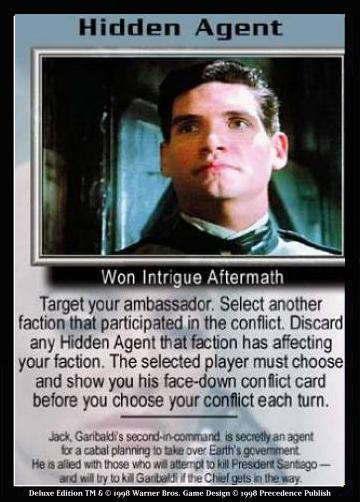 Hidden Agent
Won Intrigue Aftermath
Target your ambassador. Select another
faction that participated in the conflict. Discard
any Hidden Agent that faction has affecting
your faction. The selected player must choose
and show you his face-down conflict card
before you choose your conflict each turn.
Jack, Garibaldi's second-in-command, is secretly an agent
for a cabal planning to take over Earth's government.
He is allied with those who will attempt to kill President Santiago —
and will try to kill Garibaldi if the Chief gets in the way.
Deluxe Edition TM & © 1998 Warner Bros. Game Design © 1998 Precedence Publish